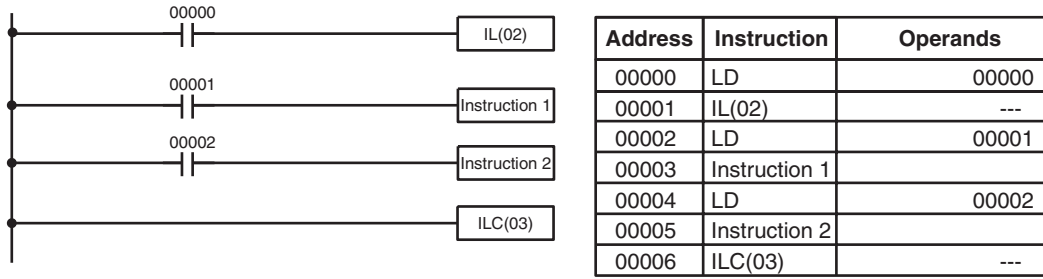 00000
IL(02)
00001
Instruction 1
00002
Instruction 2
ILC(03)
Address Instruction Operands
00000 LD 00000
00001 IL(02) ---
00002 LD 00001
00003 Instruction 1
00004 LD 00002
00005 Instruction 2
00006 ILC(03) ---